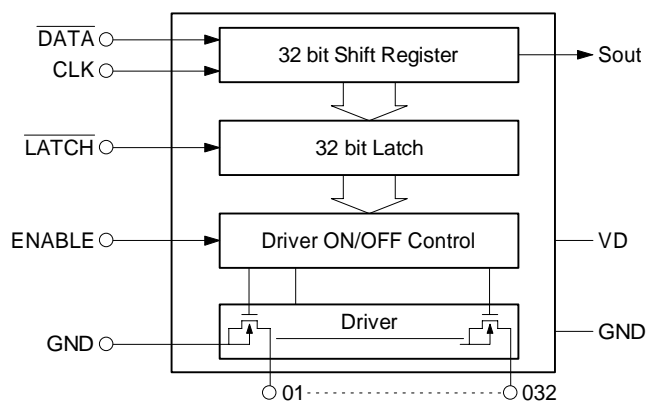 DATA
CLK
32 bit Shift Register
Sout
LATCH
32 bit Latch
ENABLE
Driver ON/OFF Control
VD
Driver
GND
GND
01
032